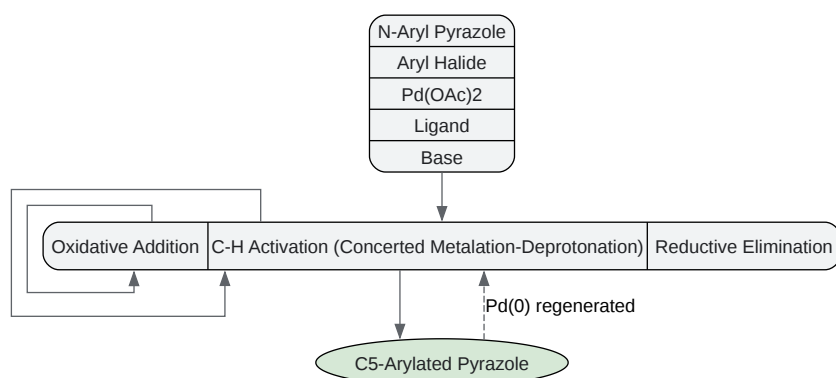 N-Aryl Pyrazole
Aryl Halide
Pd(OAc)2
Ligand
Base
Oxidative Addition
C-H Activation (Concerted Metalation-Deprotonation)
Reductive Elimination
Pd(0) regenerated
C5-Arylated Pyrazole